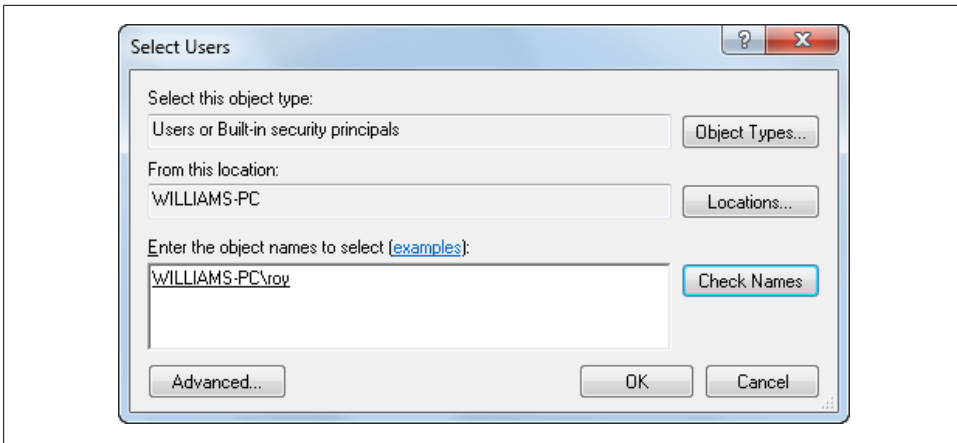 Select Users
Select this object type:
Users or Built-in security principals
Object Types...
From this location:
WILLIAMS-PC
Locations...
Enter the object names to select (examples):
WILLIAMS-PC\roy
Check Names
Advanced...
OK
Cancel